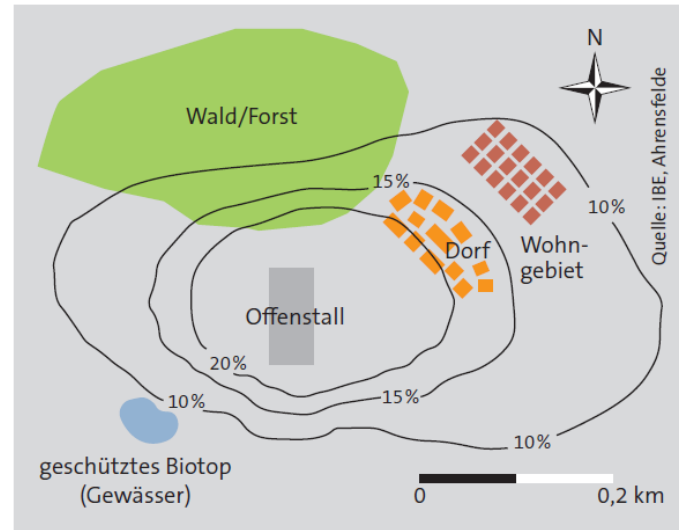 N
Wald/Forst
15%
10%
Dorf
Wohn-
gebiet
Offenstall
20%
10%
15%
10%
geschütztes Biotop
(Gewässer)
0
0,2 km
Quelle: IBE, Ahrensfelde